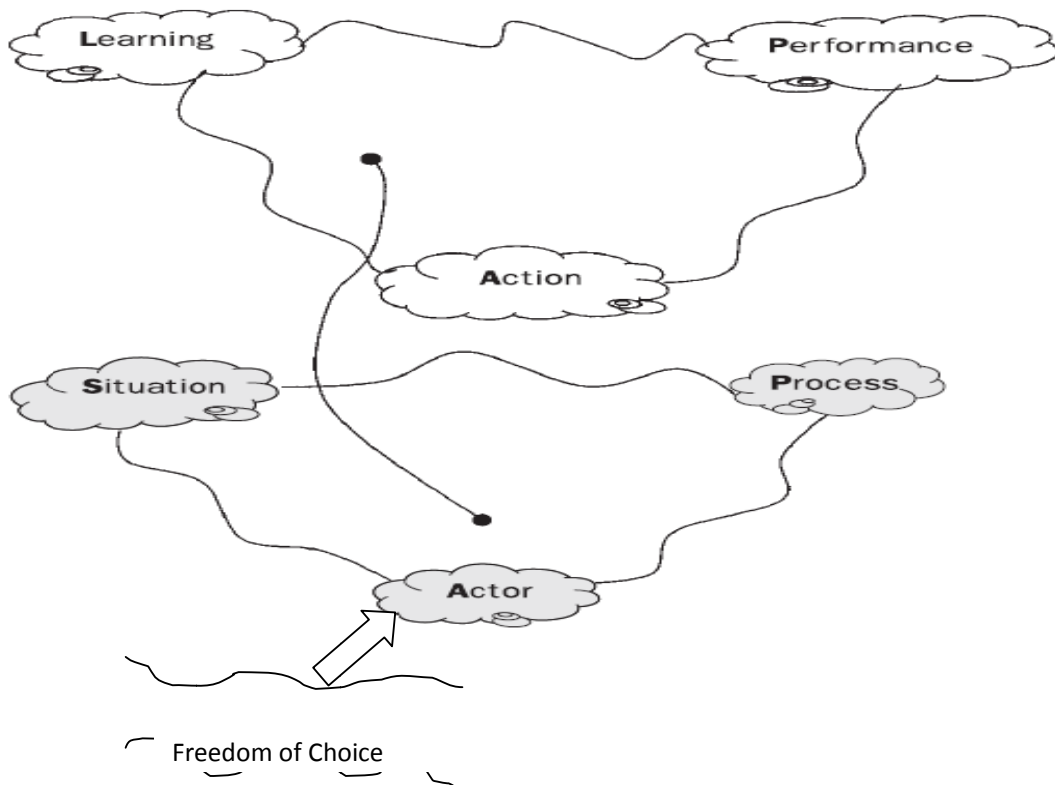 Learning
Performance
Action
Situation
Process
Actor
Freedom of Choice